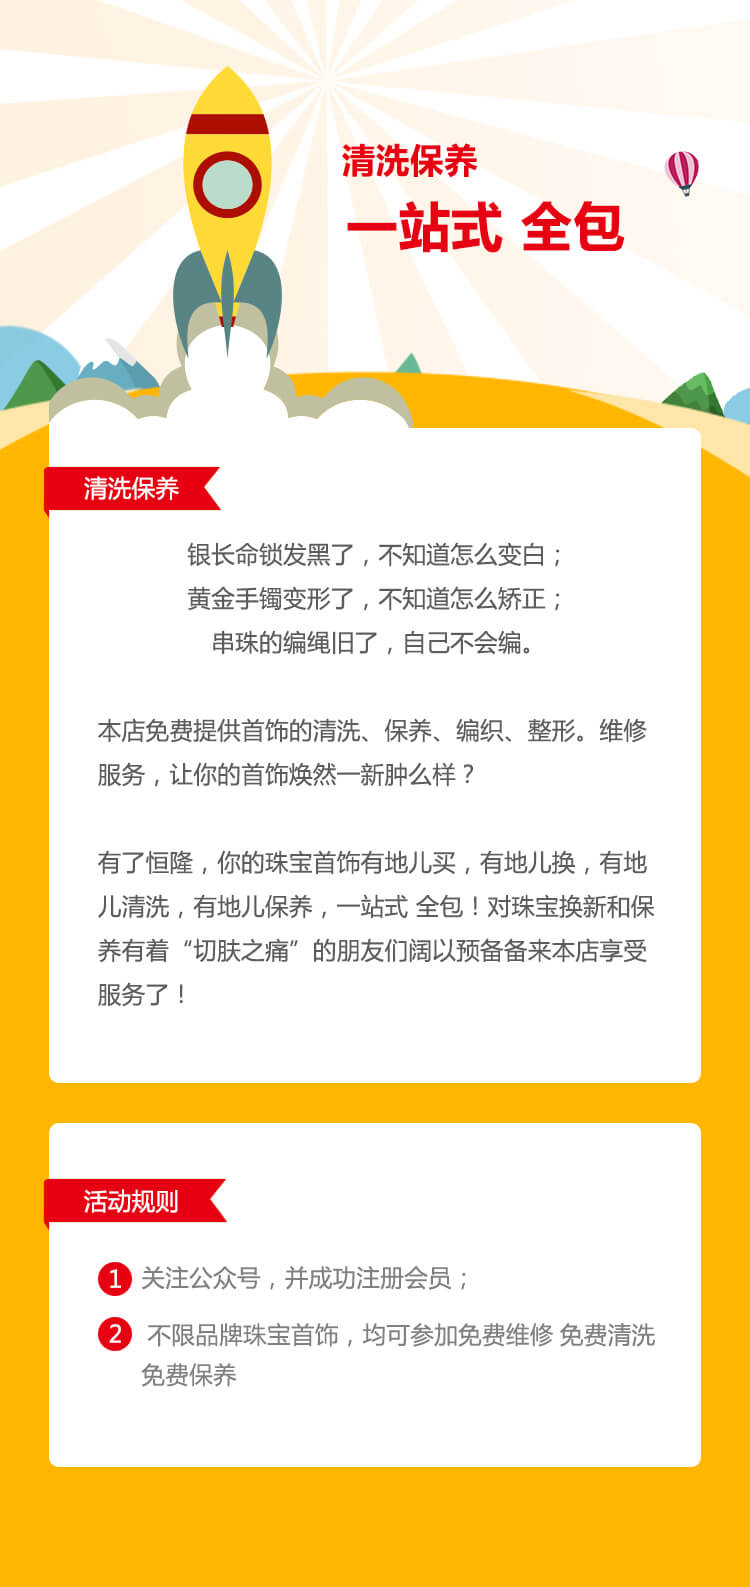 清洗保养
一站式 全包
清洗保养
银长命锁发黑了，不知道怎么变白；
黄金手镯变形了，不知道怎么矫正；
串珠的编绳旧了，自己不会编。
本店免费提供首饰的清洗、保养、编织、整形。维修
服务，让你的首饰焕然一新肿么样？
有了恒隆，你的珠宝首饰有地儿买，有地儿换，有地
儿清洗，有地儿保养，一站式 全包！对珠宝换新和保
养有着“切肤之痛”的朋友们阔以预备备来本店享受
服务了！
活动规则
1 关注公众号，并成功注册会员；
2 不限品牌珠宝首饰，均可参加免费维修 免费清洗
免费保养